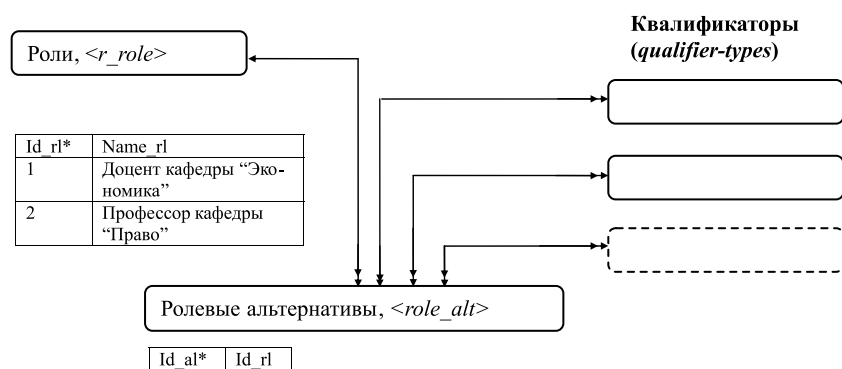 Квалификаторы
(qualifier-types)
Роли, <r_role>
Id_rl* Name_rl
1 Доцент кафедры “Эко-
номика”
2 Профессор кафедры
“Право”
Ролевые альтернативы, <role_alt>
Id_al* Id_rl